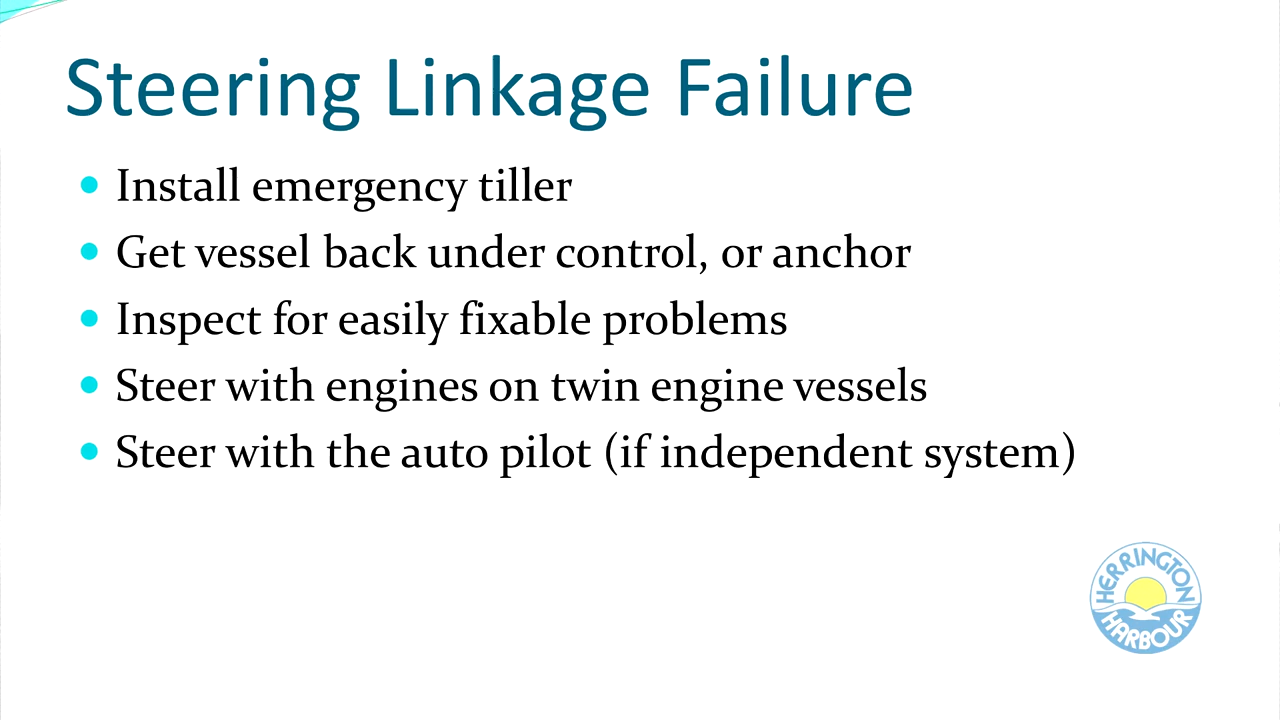 Steering Linkage Failure
Install emergency tiller
Get vessel back under control, or anchor
Inspect for easily fixable problems
Steer with engines on twin engine vessels
Steer with the auto pilot (if independent system)
HERRINGTON
HARBOUR